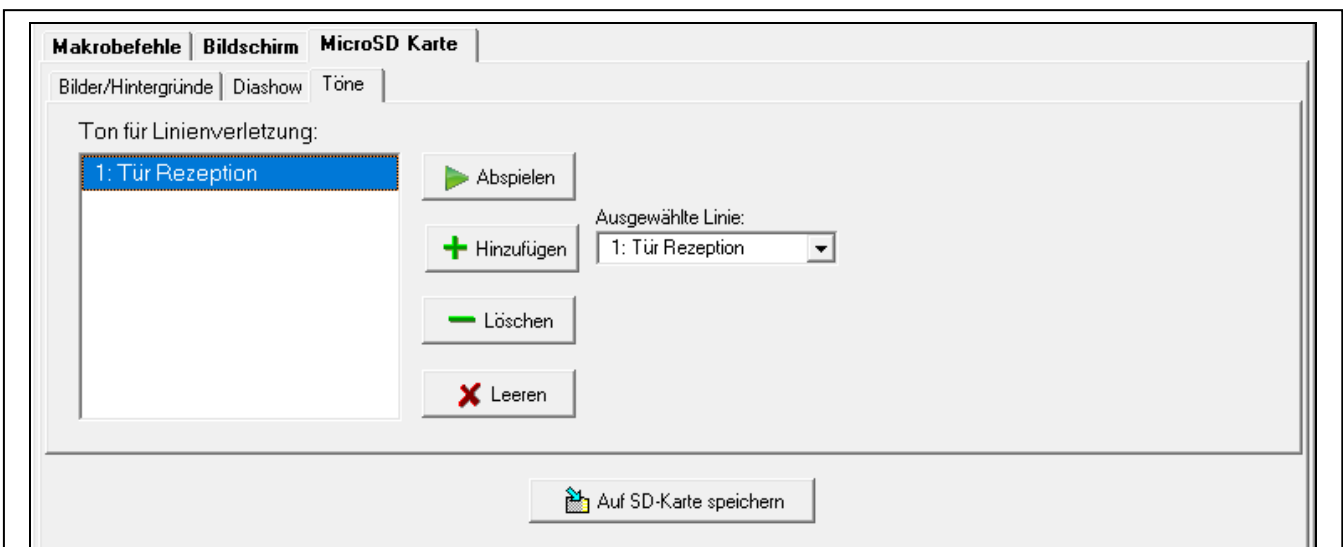 Makrobefehle Bildschirm MicroSD Karte
Bilder/Hintergründe Diashow Töne
Ton für Linienverletzung:
1: Tür Rezeption
Abspielen
Ausgewählte Linie:
Hinzufügen 1: Tür Rezeption
Löschen
Leeren
Auf SD-Karte speichern